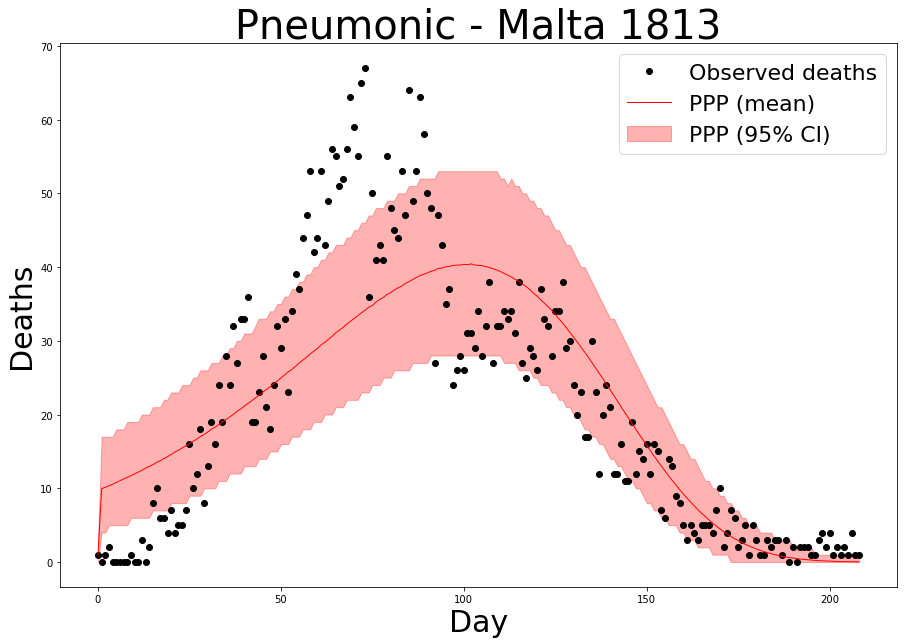 Pneumonic - Malta 1813
Observed deaths
PPP (mean)
PPP (95% CI)
70
60
50
40
30
20
10
0
Deaths
0
50
100
150
200
Day